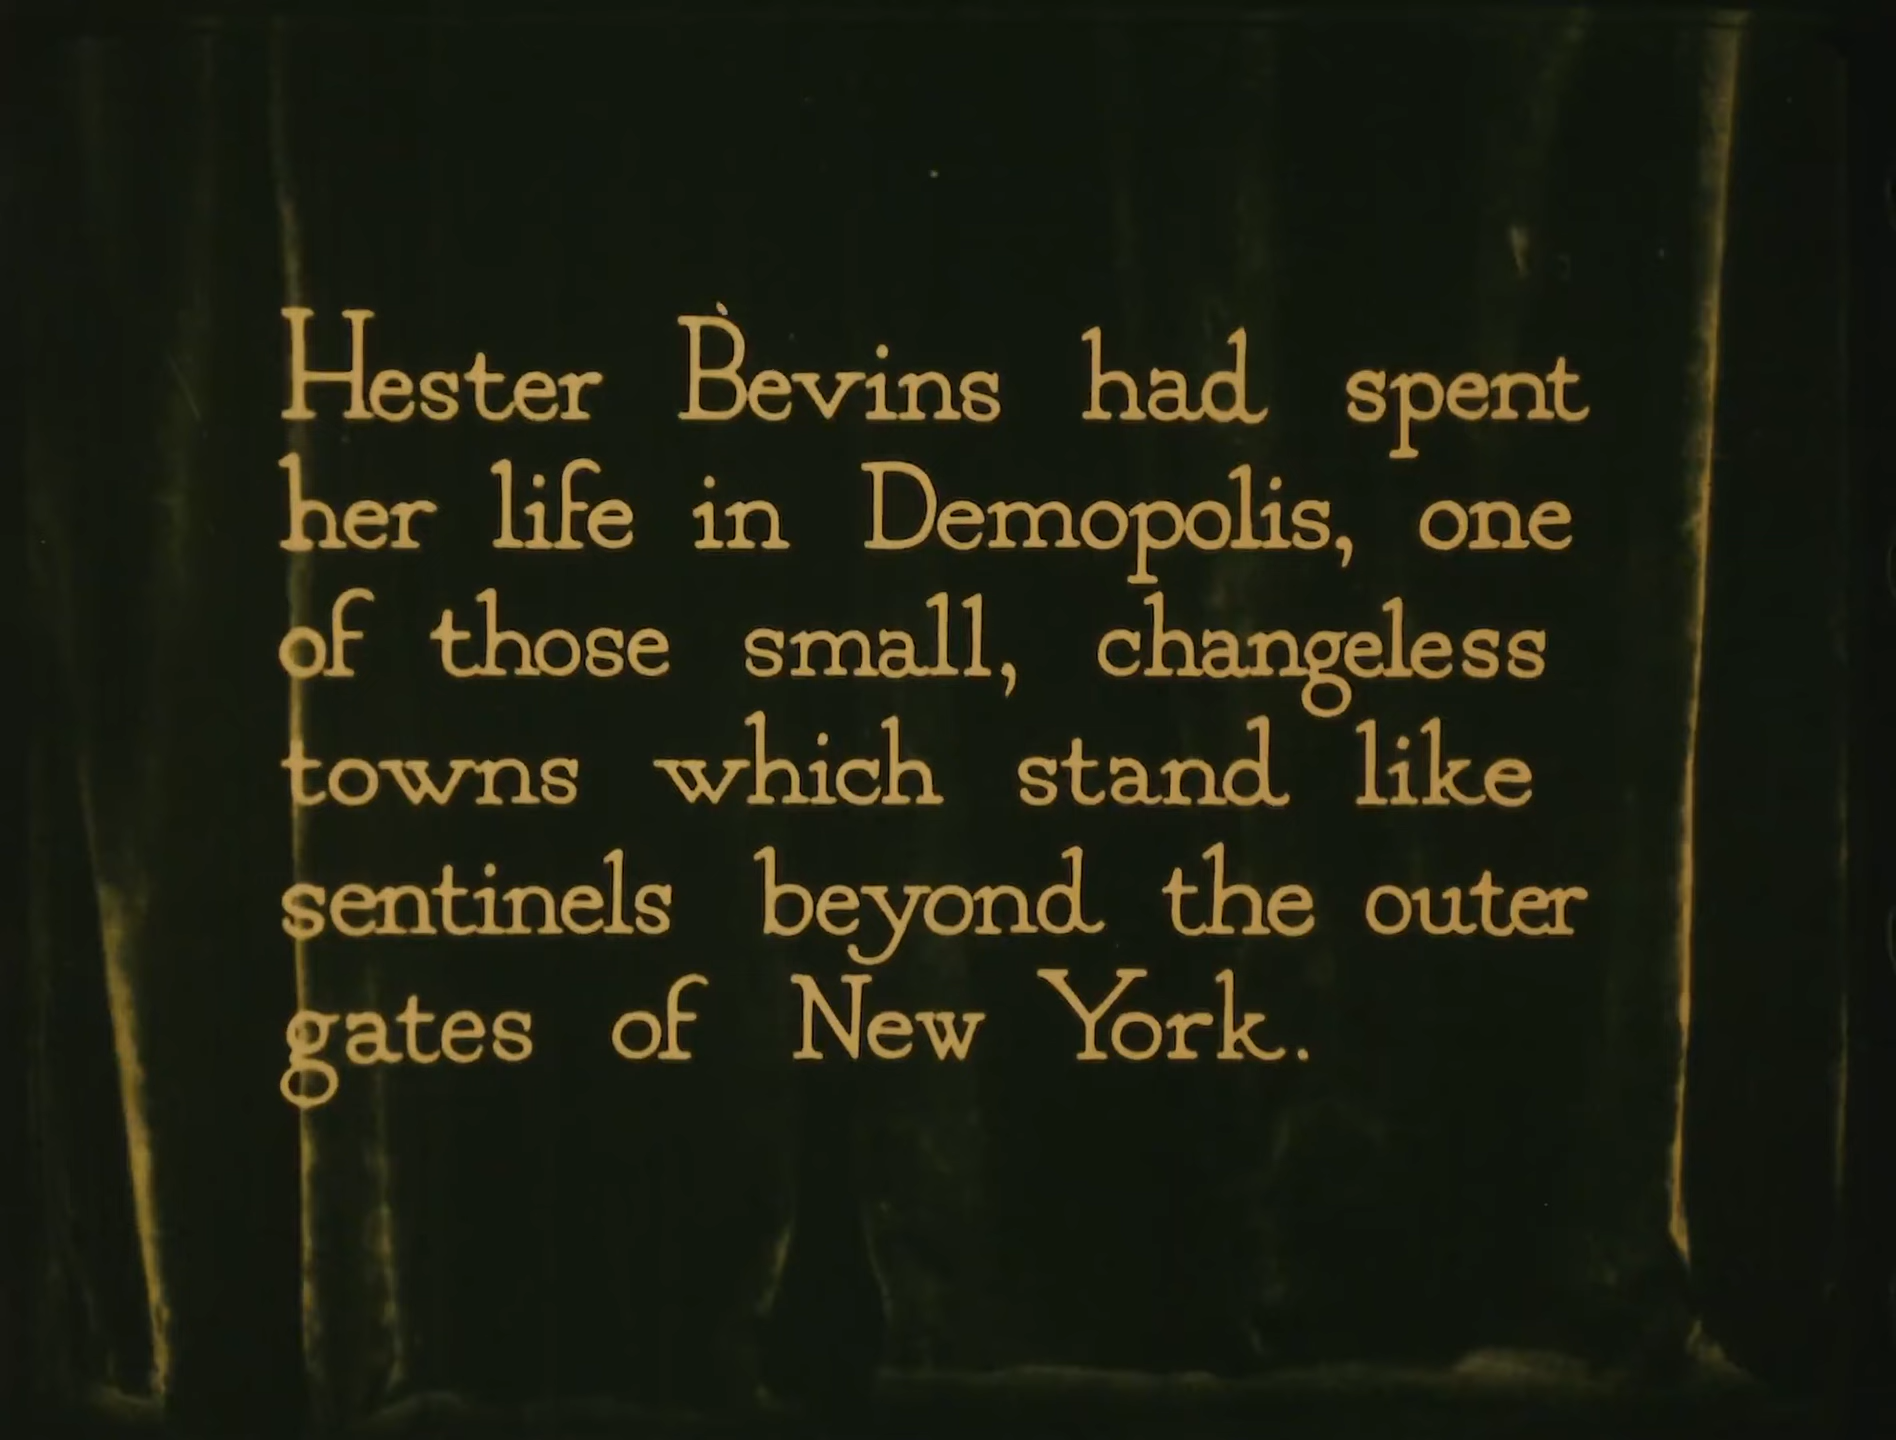 Hester Bevins had spent
her life in Demopolis, one
of those small, changeless
towns which stand like
sentinels beyond the outer
gates of New York.